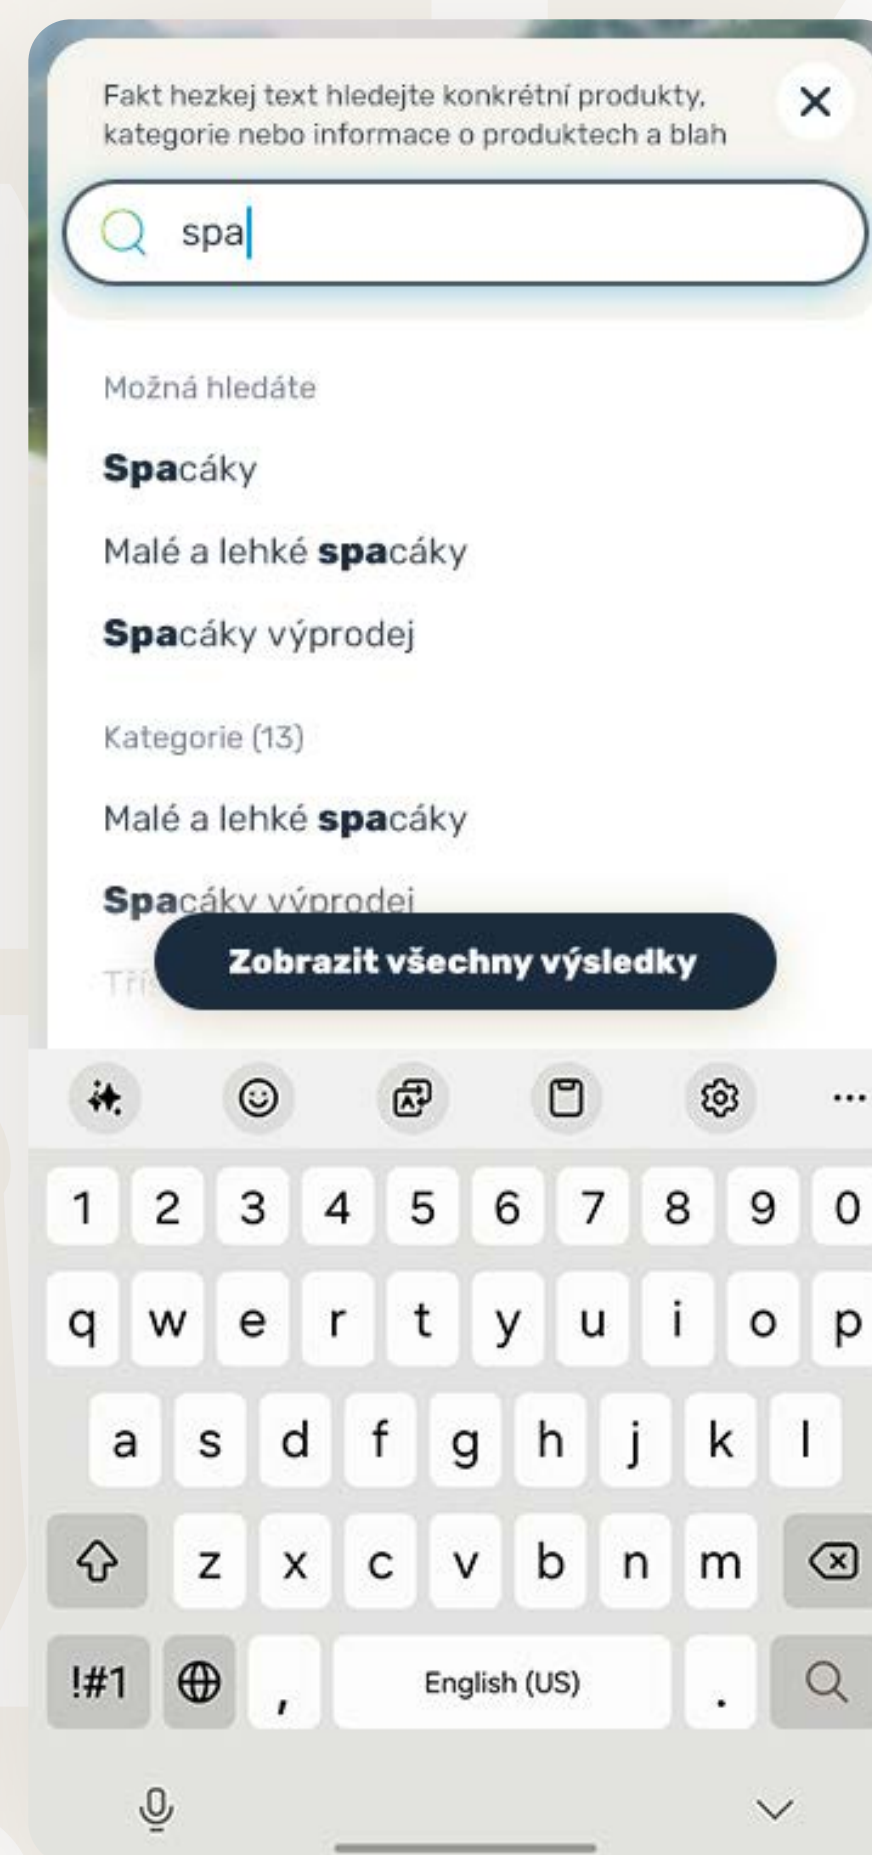 Fakt hezkej text hledejte konkrétní produkty,
kategorie nebo informace o produktech a blah
spa
Možná hledáte
Spacáky
Malé a lehké spacáky
Spacáky výprodej
Kategorie (13)
Malé a lehké spacáky
Spacáky výprodej
Zobrazit všechny výsledky
1 2 3 4 5 6 7 8 9 0
q w e r t y u i o p
a s d f g h j k l
z x c v b n m
!#1 , English (US) .